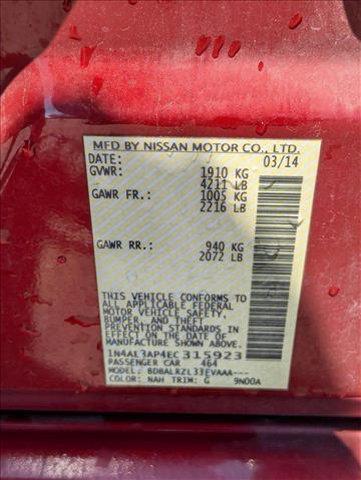 MFD BY NISSAN MOTOR CO., LTD.
DATE: 03/14
GVWR: 1910 KG
4211 LB
GAWR FR.: 1005 KG
2216 LB
GAWR RR.: 940 KG
2072 LB
THIS VEHICLE CONFORMS TO
ALL APPLICABLE FEDERAL
MOTOR VEHICLE SAFETY,
BUMPER, AND THEFT
PREVENTION STANDARDS IN
EFFECT ON THE DATE OF
MANUFACTURE SHOWN ABOVE.
1N4AL3AP4EC315923
PASSENGER CAR 464
MODEL: BDBALRZL33EVAAA---
COLOR: NAH TRIM: G 9N00A